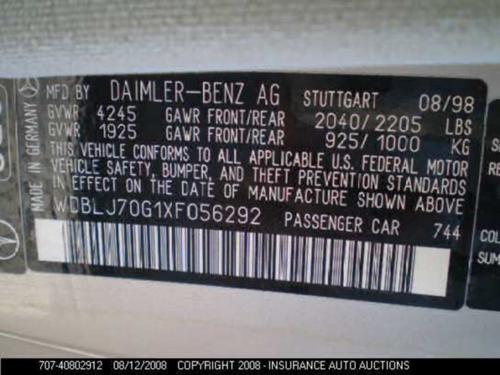 DAIMLER-BENZ AG STUTTGART 08/98
GVWR 4245 GAWR FRONT/REAR 2040/2205 LBS
GVWR 1925 GAWR FRONT/REAR 925/1000 KG
THIS VEHICLE CONFORMS TO ALL APPLICABLE U.S. FEDERAL MOTOR
VEHICLE SAFETY, BUMPER, AND THEFT PREVENTION STANDARDS
IN EFFECT ON THE DATE OF MANUFACTURE SHOWN ABOVE.
WDBLJ70G1XF056292 PASSENGER CAR 744
MADE IN GERMANY
COL
SUM
707-40802912 08/12/2008 COPYRIGHT 2008 - INSURANCE AUTO AUCTIONS